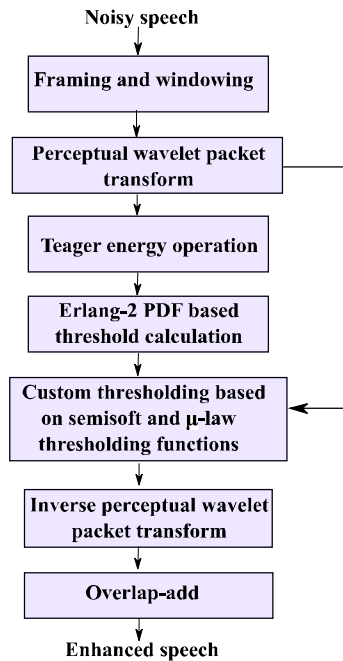 Noisy speech
Framing and windowing
Perceptual wavelet packet
transform
Teager energy operation
Erlang-2 PDF based
threshold calculation
Custom thresholding based
on semisoft and μ-law
thresholding functions
Inverse perceptual wavelet
packet transform
Overlap-add
Enhanced speech